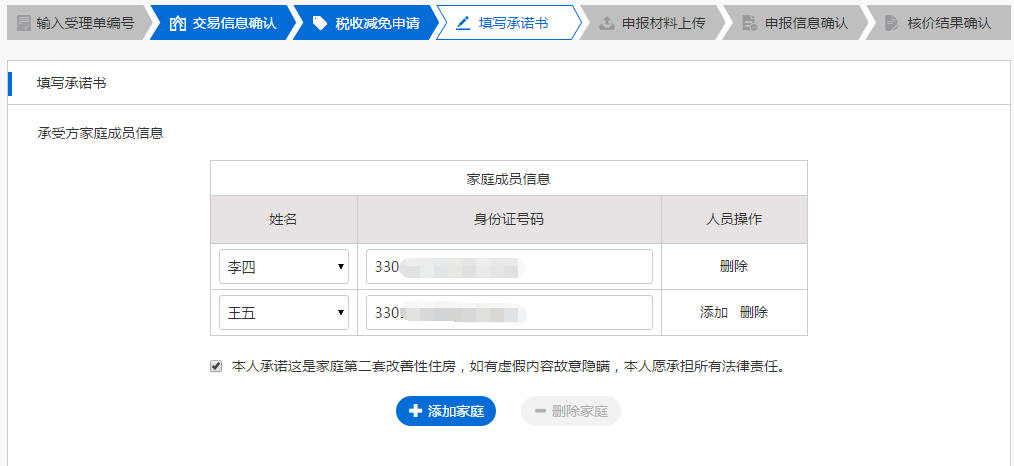 输入受理单编号 交易信息确认 税收减免申请 填写承诺书 申报材料上传 申报信息确认 核价结果确认
填写承诺书
承受方家庭成员信息
家庭成员信息
姓名 身份证号码 人员操作
李四 330 删除
王五 330 添加 删除
本人承诺这是家庭第二套改善性住房，如有虚假内容故意隐瞒，本人愿承担所有法律责任。
添加家庭 删除家庭